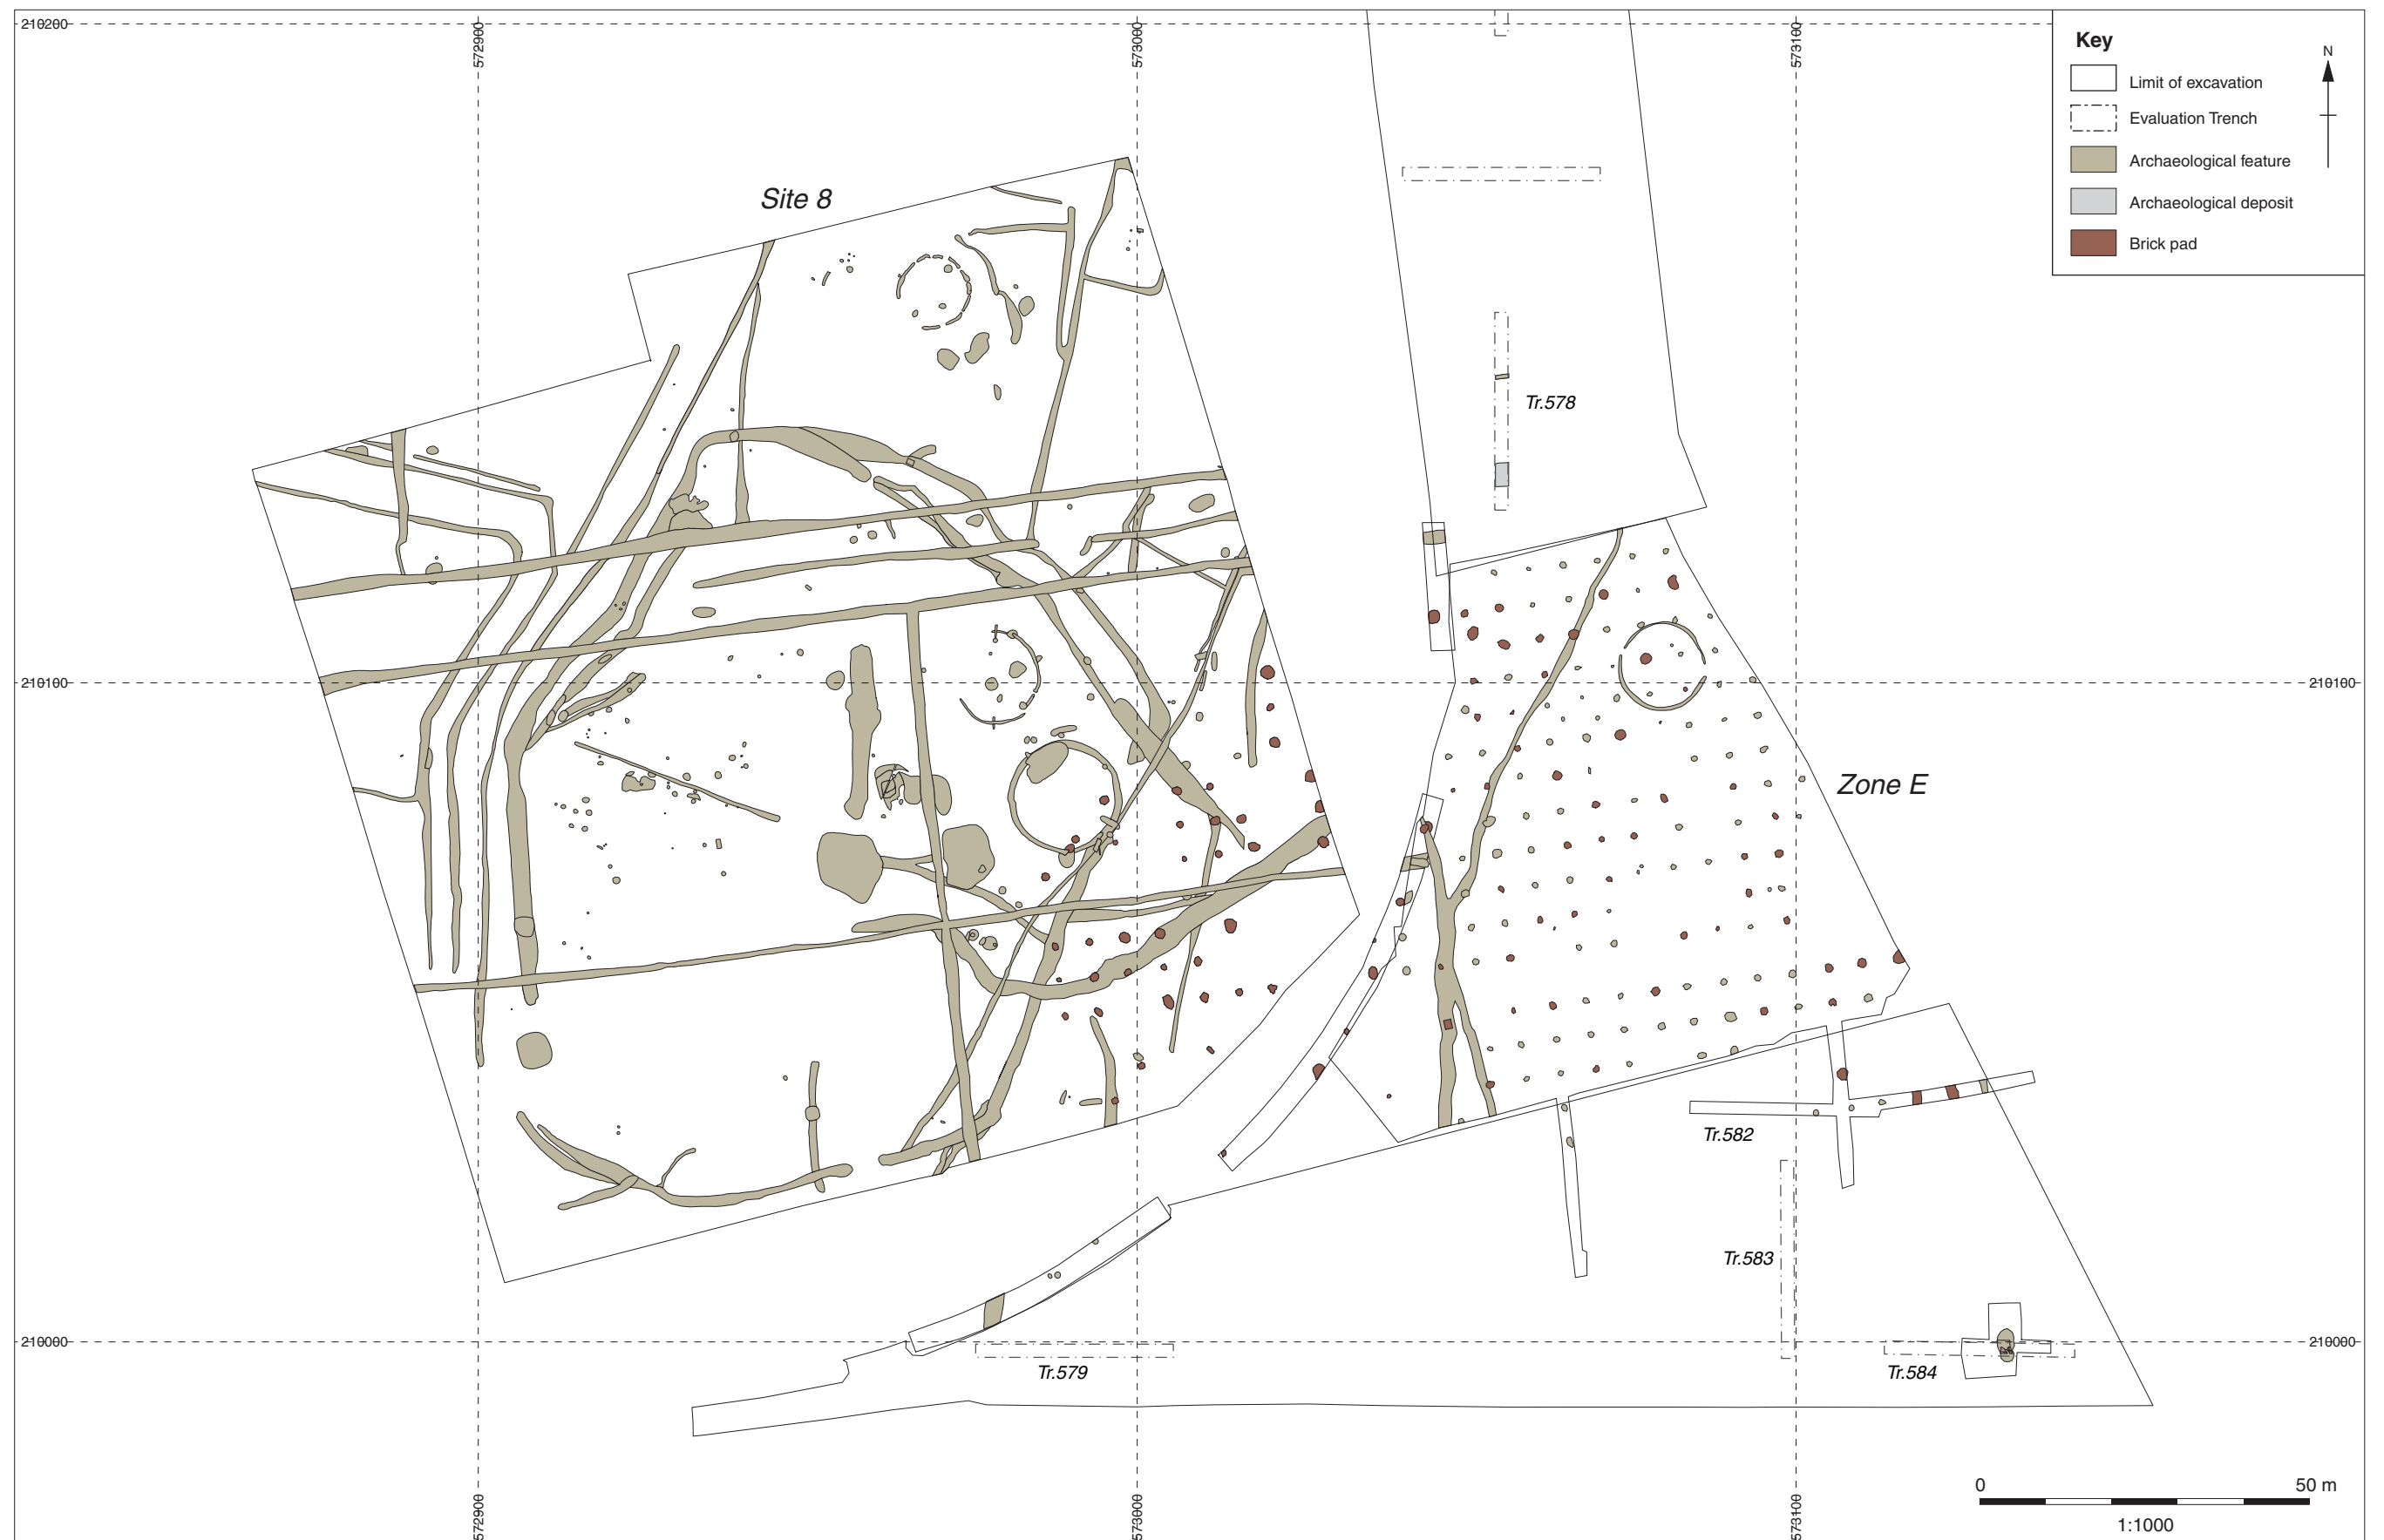 210200
572900
573000
573100
Key
N
Limit of excavation
Evaluation Trench
Archaeological feature
Archaeological deposit
Brick pad
Site 8
Tr.578
210100
210100
Zone E
Tr.582
Tr.583
210000
210000
Tr.579
Tr.584
0
50 m
572900
573000
573100
1:1000